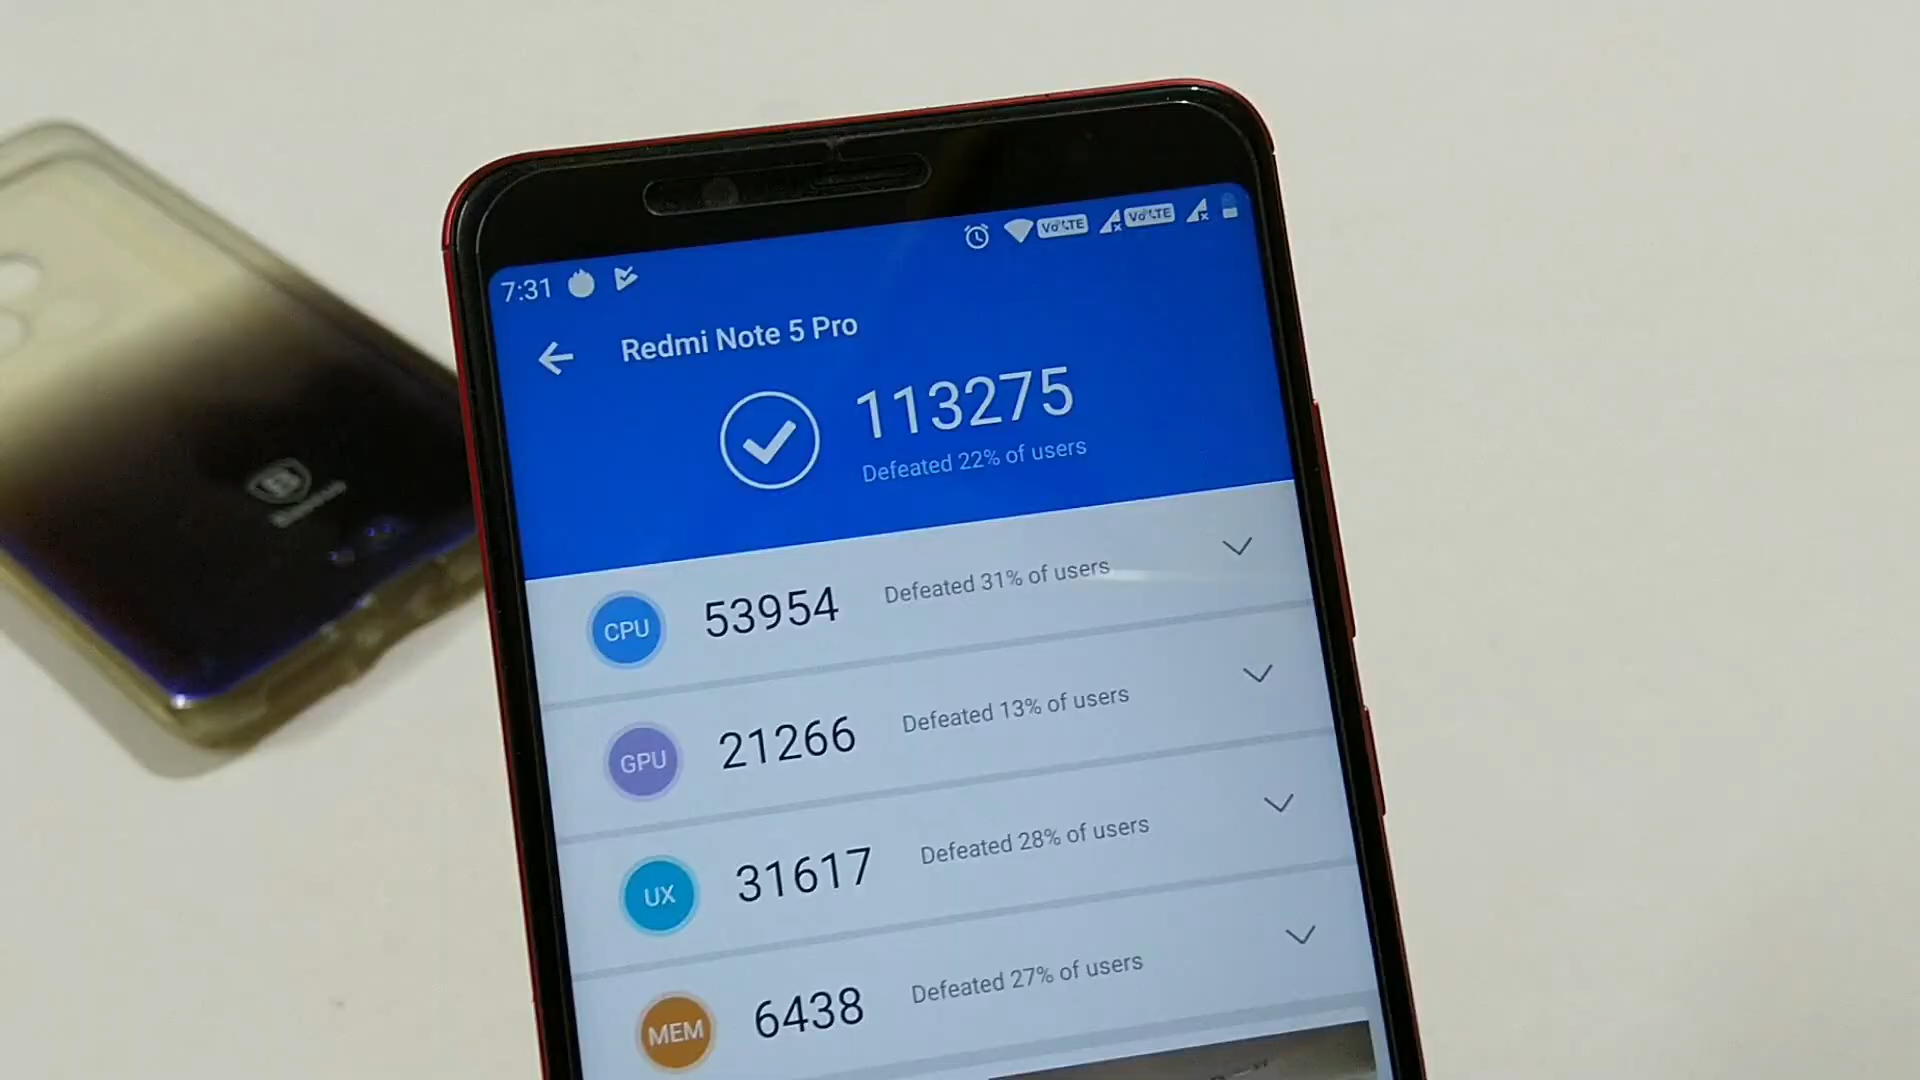 7:31
VoLTE VoLTE
Redmi Note 5 Pro
113275
Defeated 22% of users
CPU 53954 Defeated 31% of users
GPU 21266 Defeated 13% of users
UX 31617 Defeated 28% of users
MEM 6438 Defeated 27% of users